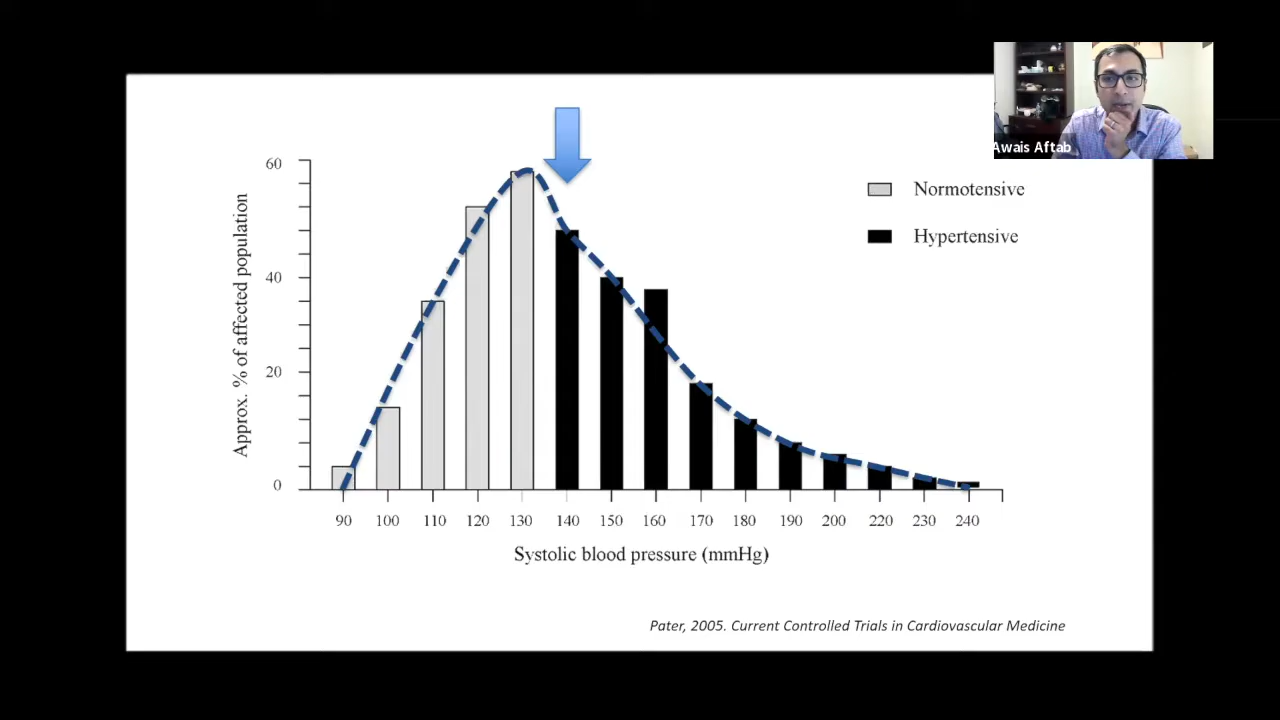 Awais Aftab
Normotensive
Hypertensive
Approx. % of affected population
60
40
20
0
90 100 110 120 130 140 150 160 170 180 190 200 220 230 240
Systolic blood pressure (mmHg)
Pater, 2005. Current Controlled Trials in Cardiovascular Medicine